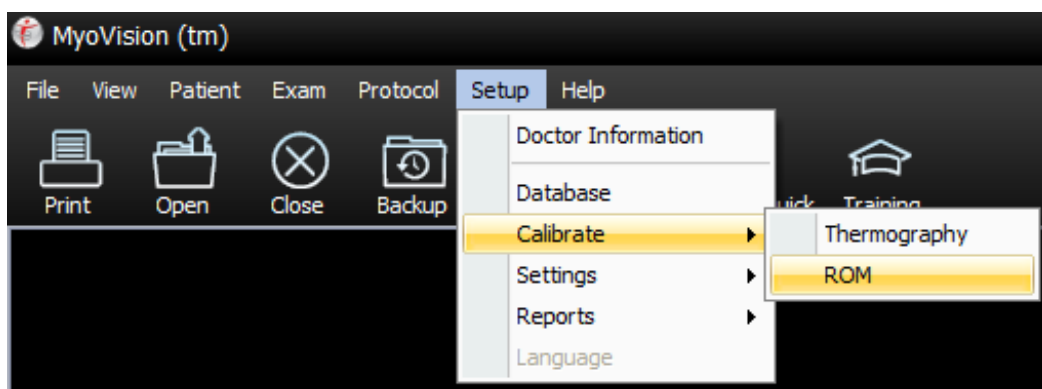 MyoVision (tm)
File View Patient Exam Protocol Setup Help
Print Open Close Backup Training
Doctor Information
Database
Calibrate
Settings
Reports
Language
Thermography
ROM